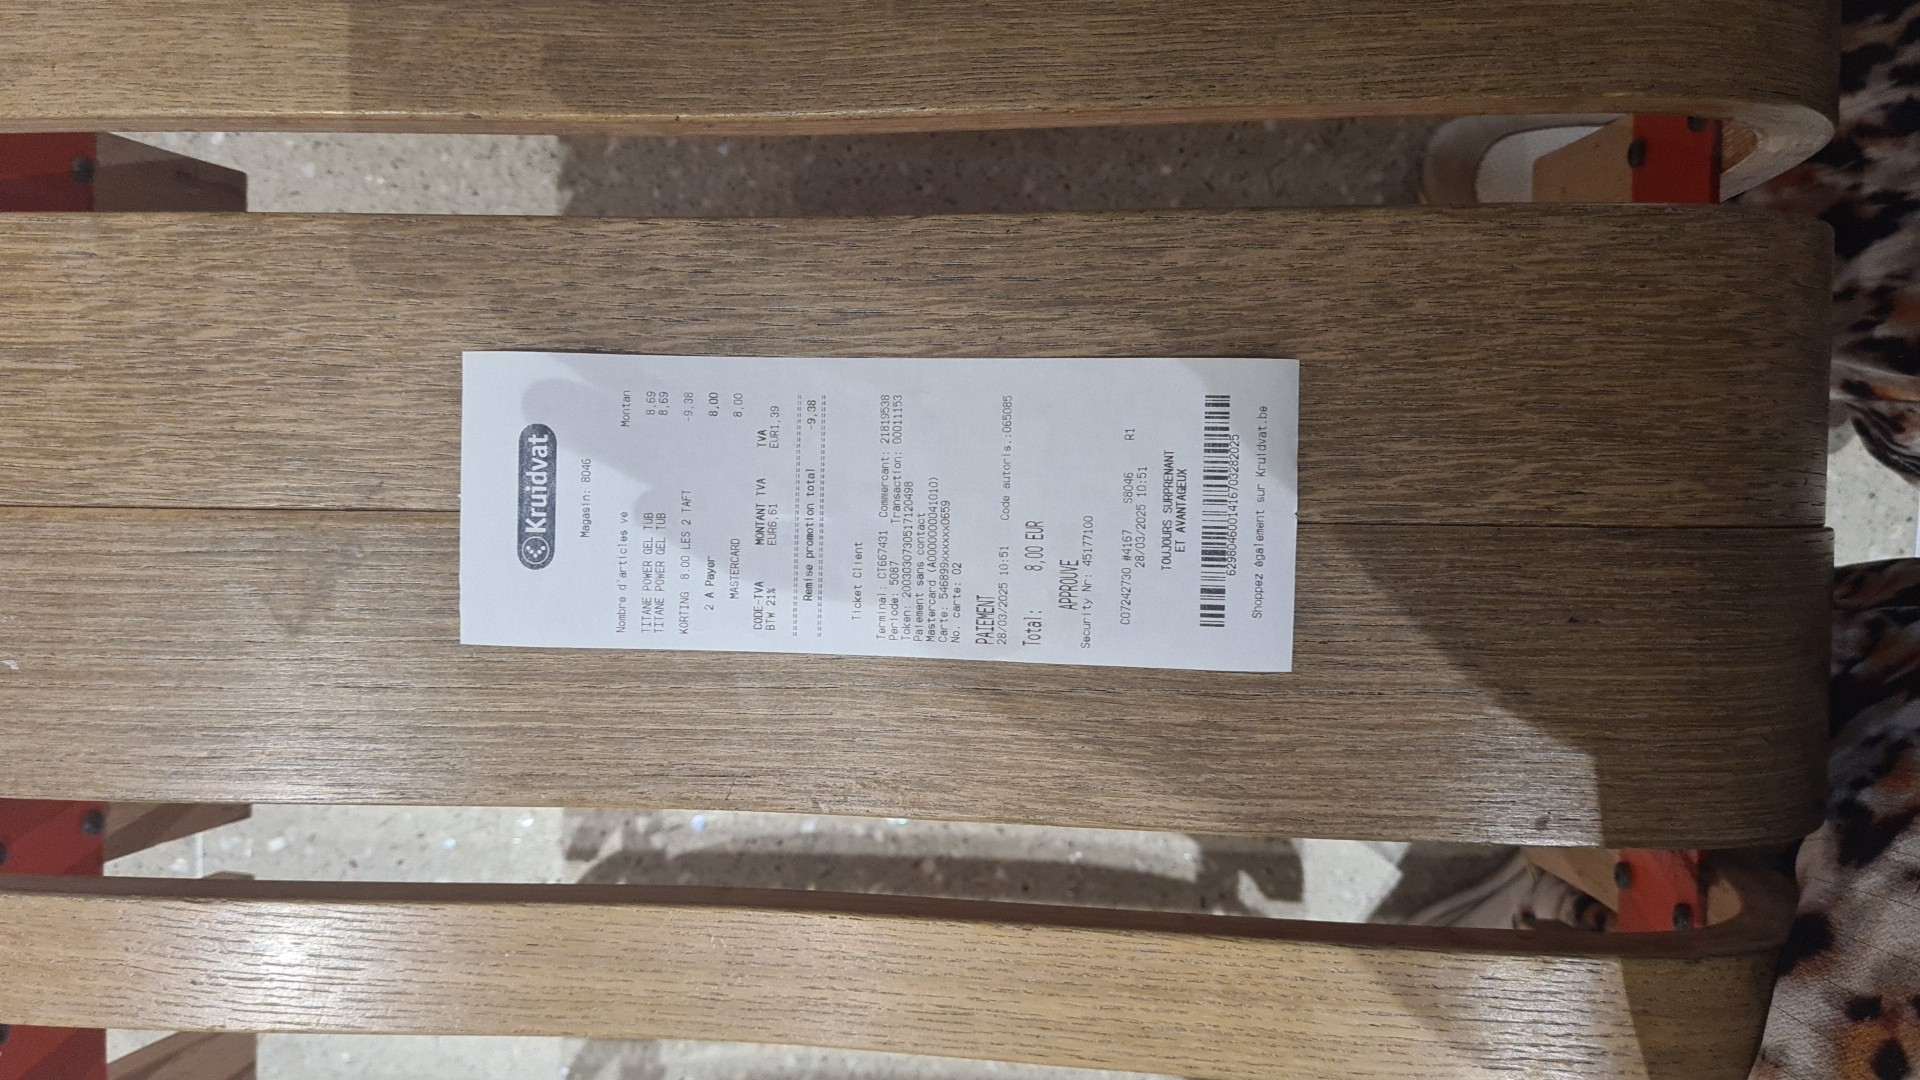 Kruidvat
Magasin: 8046
Nombre d'articles ve Montan
TITANE POWER GEL TUB 8,69
TITANE POWER GEL TUB 8,69
KORTING 8.00 LES 2 TAFT -9,38
2 A Payer 8,00
MASTERCARD 8,00
CODE-TVA MONTANT TVA TVA
BTW 21% EUR6,61 EUR1,39
Remise promotion total -9,38
Ticket Client
Terminal: CT667431 Commercant: 21819538
Periode: 5087 Transaction: 00011153
Token:
Paiement sans contact
Mastercard (A0000000041010)
Carte: 546899xxxxxx0659
No. carte: 02
PAIEMENT
28/03/2025 10:51 Code autoris.:065085
Total: 8,00 EUR
APPROUVE
Security Nr: 45177100
C07242730 #4167 S8046 R1
28/03/2025 10:51
TOUJOURS SURPRENANT
ET AVANTAGEUX
Shoppez également sur Kruidvat.be